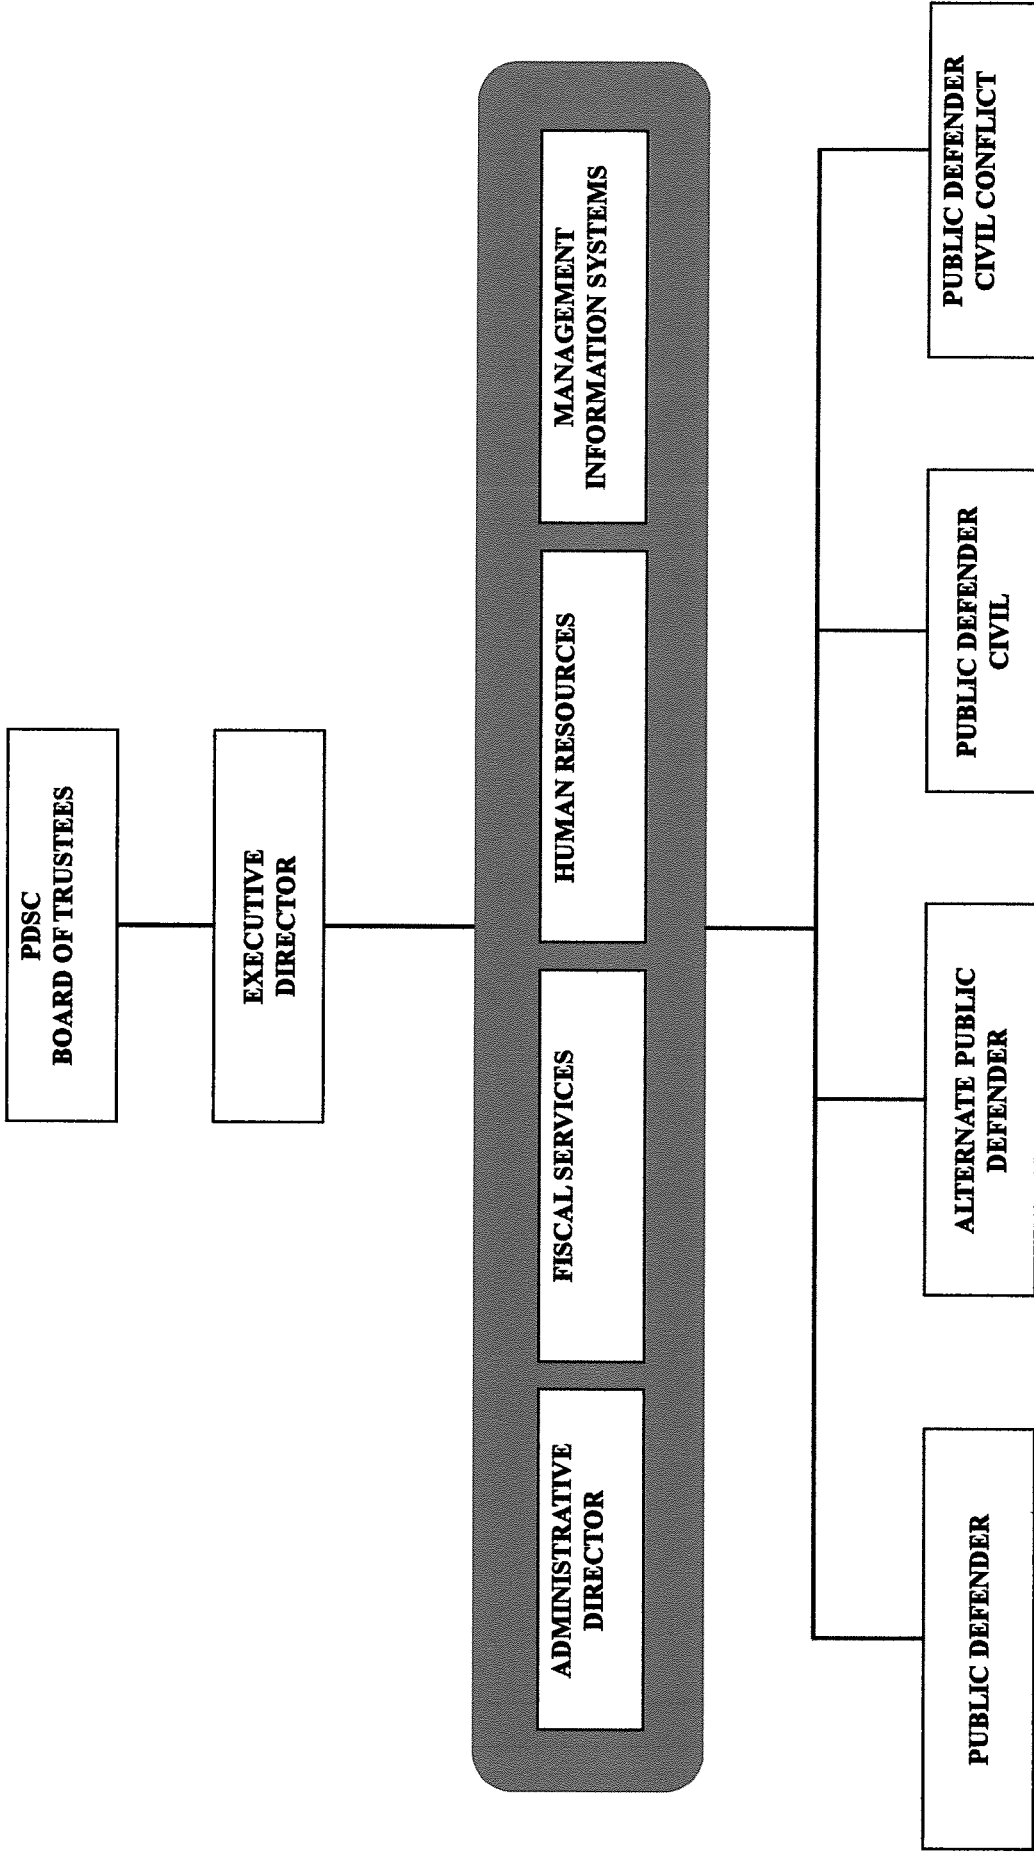 PDSC
BOARD OF TRUSTEES
EXECUTIVE
DIRECTOR
ADMINISTRATIVE
DIRECTOR
FISCAL SERVICES
HUMAN RESOURCES
MANAGEMENT
INFORMATION SYSTEMS
PUBLIC DEFENDER
ALTERNATE PUBLIC
DEFENDER
PUBLIC DEFENDER
CIVIL
PUBLIC DEFENDER
CIVIL CONFLICT